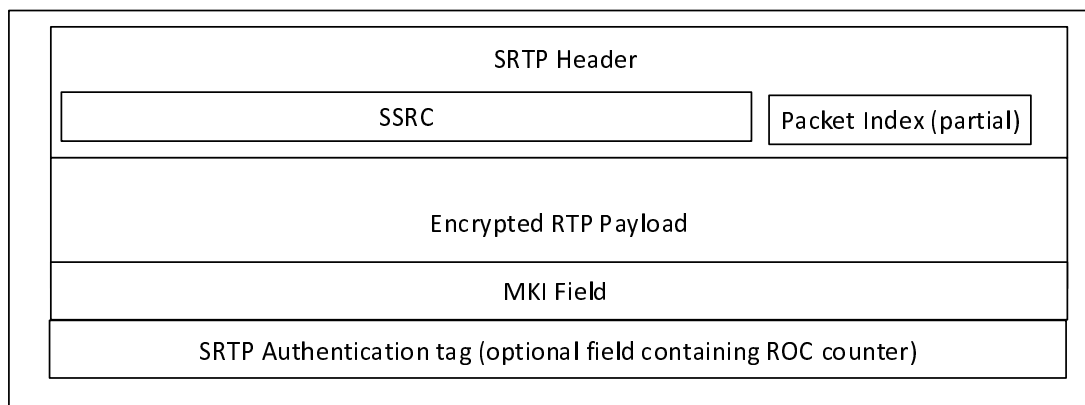 SRTP Header
SSRC
Packet Index (partial)
Encrypted RTP Payload
MKI Field
SRTP Authentication tag (optional field containing ROC counter)